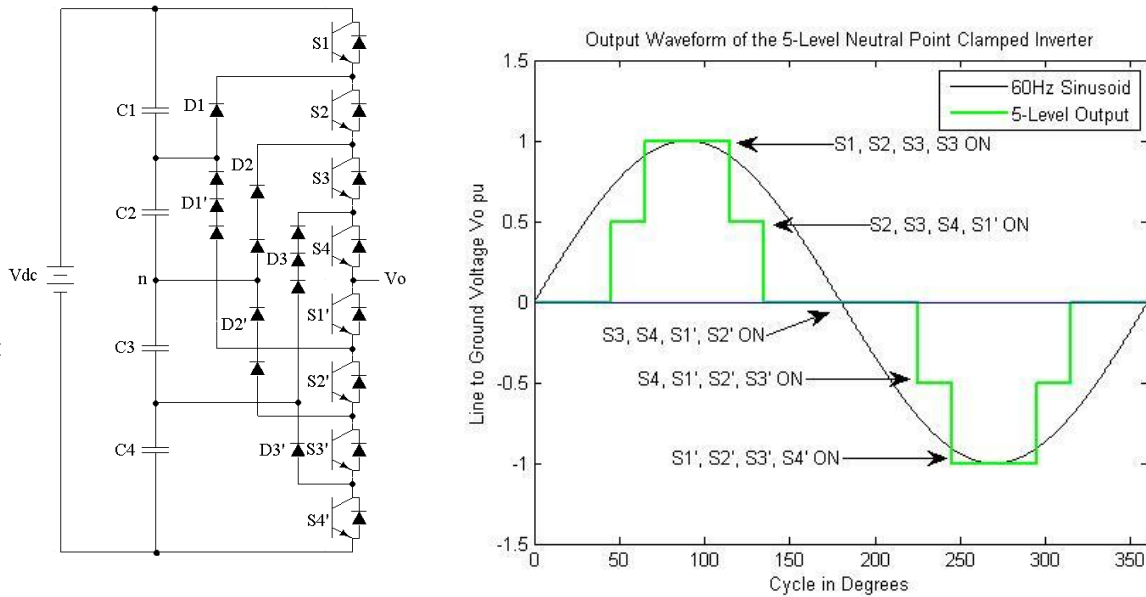 S1
S2
S3
S4
S1'
S2'
S3'
S4'
C1
C2
C3
C4
D1
D1'
D2
D2'
D3
D3'
Vdc
n
Vo
Output Waveform of the 5-Level Neutral Point Clamped Inverter
60Hz Sinusoid
5-Level Output
S1, S2, S3, S3 ON
S2, S3, S4, S1' ON
S3, S4, S1', S2' ON
S4, S1', S2', S3' ON
S1', S2', S3', S4' ON
Line to Ground Voltage Vo pu
1.5
1
0.5
0
-0.5
-1
-1.5
0
50
100
150
200
250
300
350
Cycle in Degrees